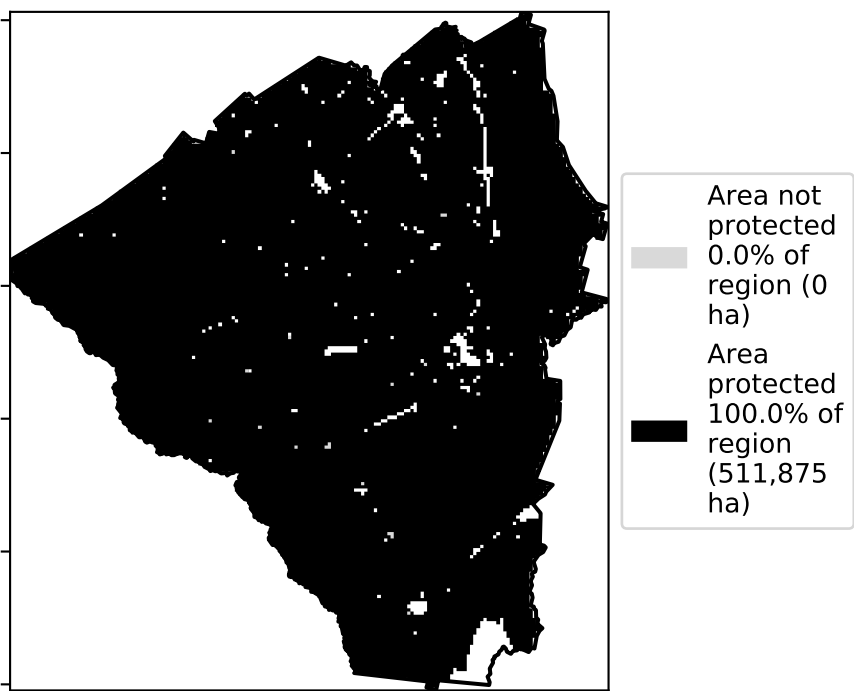 Area not
protected
0.0% of
region (0
ha)
Area
protected
100.0% of
region
(511,875
ha)